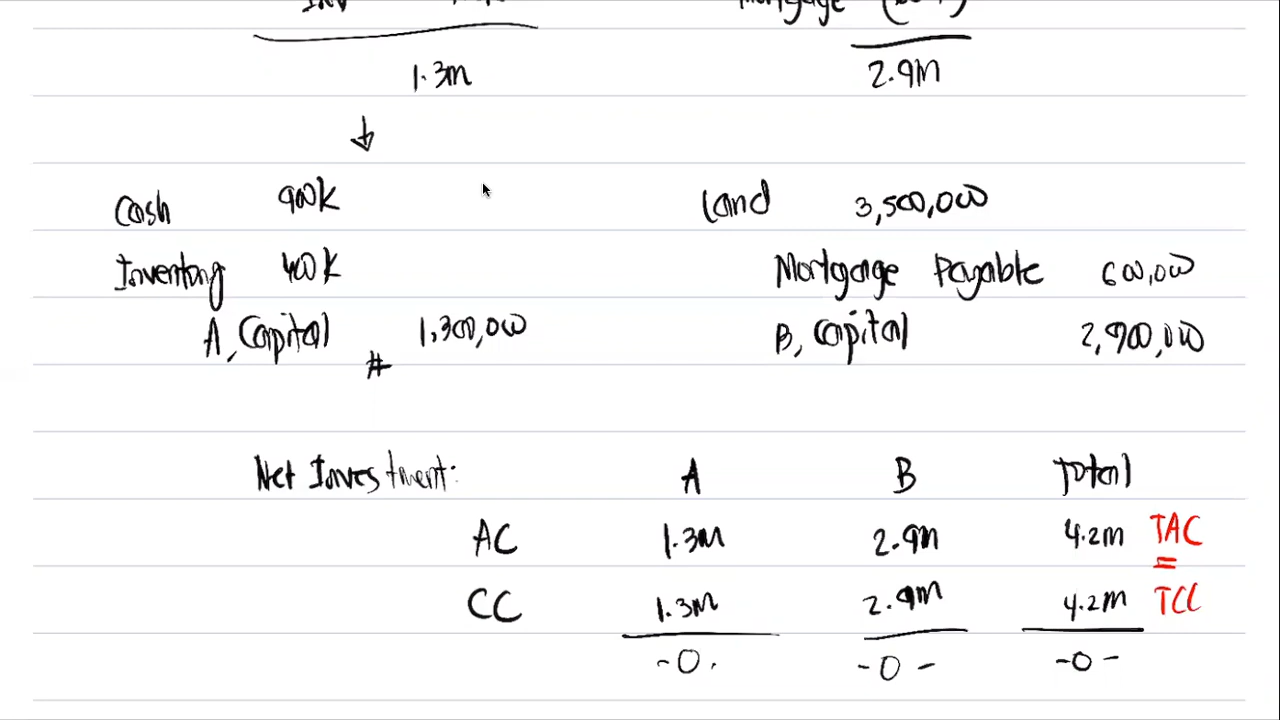 Mortgage
1.3M 2.9M
Cash 900K Land 3,500,000
Inventory 400K Mortgage Payable 600,000
A, Capital 1,300,000 B, Capital 2,900,000
#
Net Investment: A B Total
AC 1.3M 2.9M 4.2M TAC
=
CC 1.3M 2.9M 4.2M TCC
-0- -0- -0-